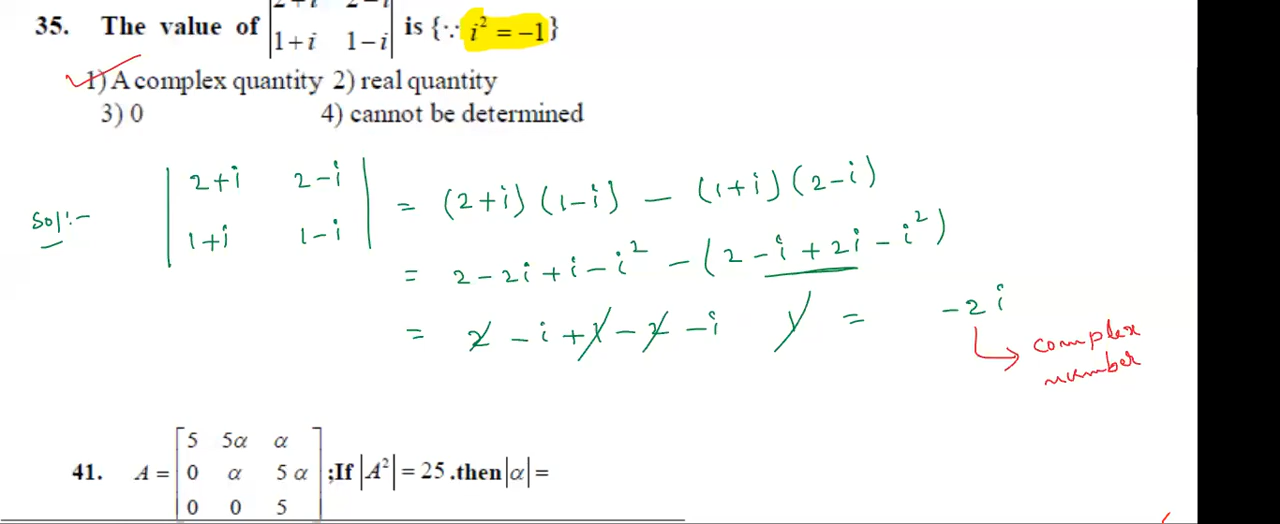 35. The value of |2+i 2−i| is {∵ i² = −1}
|1+i 1−i|
1) A complex quantity 2) real quantity
3) 0 4) cannot be determined
Sol:- |2+i 2−i| = (2+i)(1−i) − (1+i)(2−i)
|1+i 1−i|
= 2−2i+i−i² − (2−i+2i−i²)
= 2−i+1−2−i 1 = −2i
complex
number
41. A = [5 5α α] ;If |A²| = 25 .then |α| =
[0 α 5α]
[0 0 5]